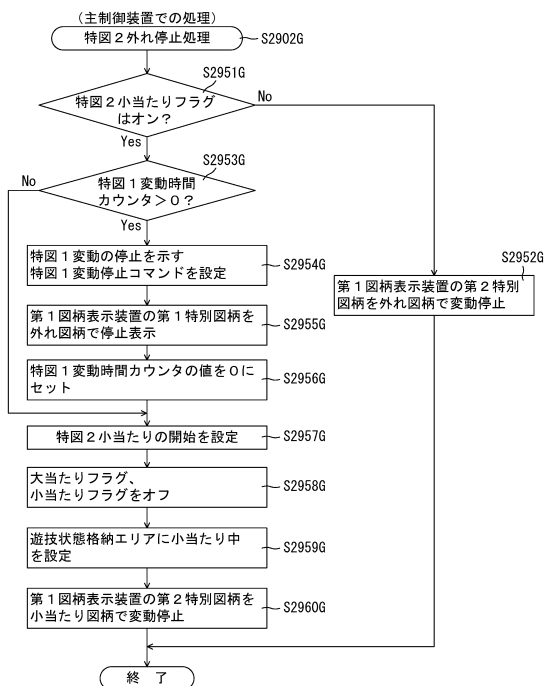 （主制御装置での処理）
特図２外れ停止処理
S2902G
S2951G
特図２小当たりフラグ
はオン？
No
Yes
S2953G
特図１変動時間
カウンタ＞０？
No
Yes
特図１変動の停止を示す
特図１変動停止コマンドを設定
S2954G
S2952G
第１図柄表示装置の第２特別
図柄を外れ図柄で変動停止
第１図柄表示装置の第１特別図柄を
外れ図柄で停止表示
S2955G
特図１変動時間カウンタの値を０に
セット
S2956G
特図２小当たりの開始を設定
S2957G
大当たりフラグ、
小当たりフラグをオフ
S2958G
遊技状態格納エリアに小当たり中
を設定
S2959G
第１図柄表示装置の第２特別図柄を
小当たり図柄で変動停止
S2960G
終　了